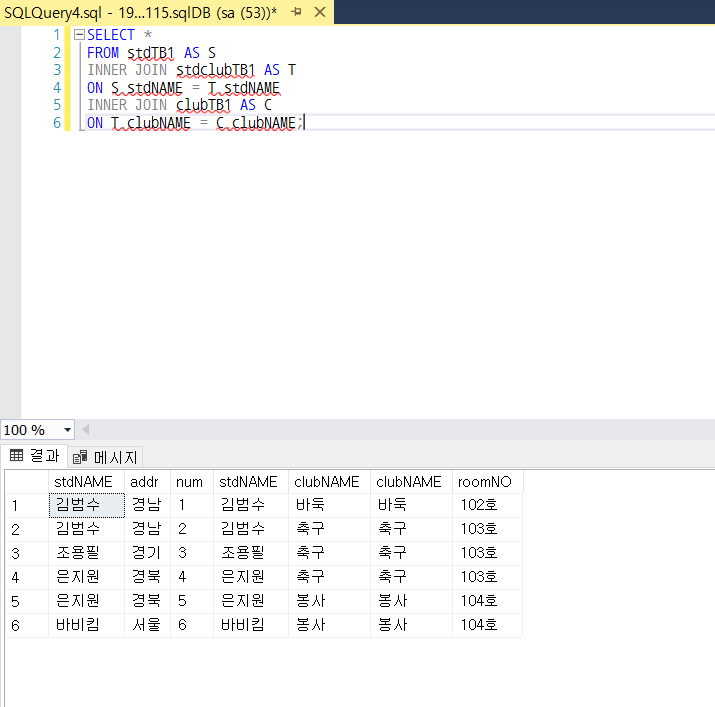 SQLQuery4.sql - 19...115.sqlDB (sa (53))*
1 SELECT *
2 FROM stdTB1 AS S
3 INNER JOIN stdclubTB1 AS T
4 ON S.stdNAME = T.stdNAME
5 INNER JOIN clubTB1 AS C
6 ON T.clubNAME = C.clubNAME;
100 %
결과 메시지
stdNAME addr num stdNAME clubNAME clubNAME roomNO
1 김범수 경남 1 김범수 바둑 바둑 102호
2 김범수 경남 2 김범수 축구 축구 103호
3 조용필 경기 3 조용필 축구 축구 103호
4 은지원 경북 4 은지원 축구 축구 103호
5 은지원 경북 5 은지원 봉사 봉사 104호
6 바비킴 서울 6 바비킴 봉사 봉사 104호